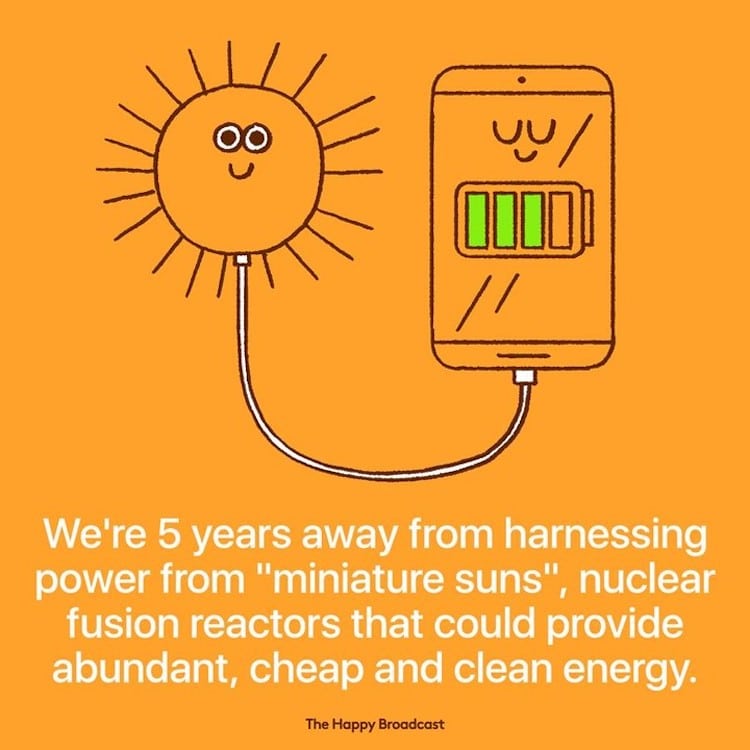 We're 5 years away from harnessing
power from "miniature suns", nuclear
fusion reactors that could provide
abundant, cheap and clean energy.
The Happy Broadcast